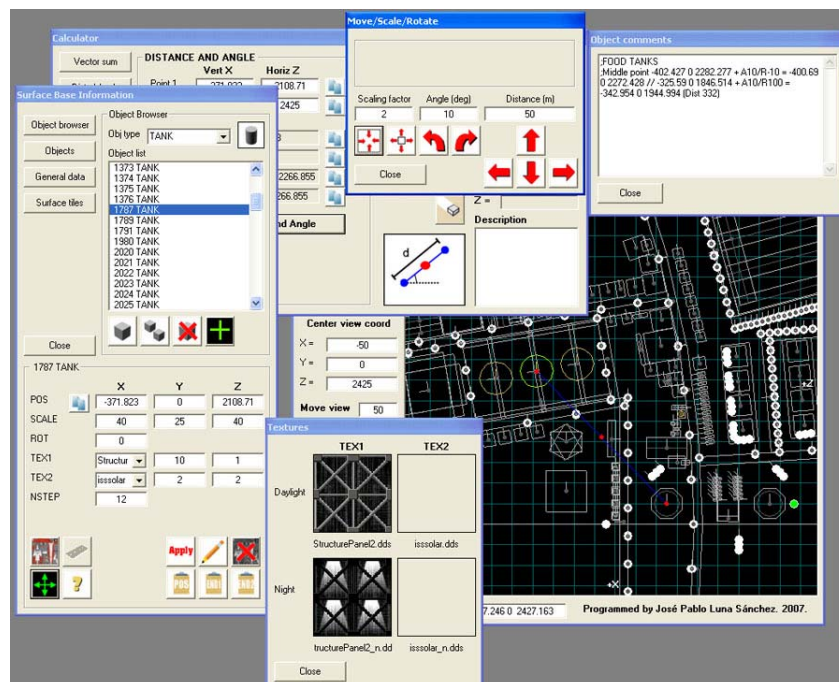 Calculator
Vector sum
DISTANCE AND ANGLE
Vert X Horiz Z
Point 1
-371.823 2108.71
2425
2266.855
266.855
nd Angle
Z =
Description
d
Move/Scale/Rotate
Scaling factor Angle (deg) Distance (m)
2 10 50
Close
Object comments
;FOOD TANKS
;Middle point -402.427 0 2282.277 + A10/R-10 = -400.69
0 2272.428 // -325.59 0 1846.514 + A10/R100 =
-342.954 0 1944.994 (Dist 332)
Close
Surface Base Information
Object browser
Objects
General data
Surface tiles
Close
Object Browser
Obj type TANK
Object list
1373 TANK
1374 TANK
1375 TANK
1376 TANK
1787 TANK
1789 TANK
1791 TANK
1980 TANK
2020 TANK
2021 TANK
2022 TANK
2023 TANK
2024 TANK
2025 TANK
1787 TANK
X Y Z
POS -371.823 0 2108.71
SCALE 40 25 40
ROT 0
TEX1 Structur 10 1
TEX2 isssolar 2 2
NSTEP 12
Apply
POS END1 END2
Center view coord
X = -50
Y = 0
Z = 2425
Move view 50
+Z
+X
Textures
TEX1 TEX2
Daylight
StructurePanel2.dds isssolar.dds
Night
tructurePanel2_n.dd isssolar_n.dds
Close
7.246 0 2427.163
Programmed by José Pablo Luna Sánchez. 2007.